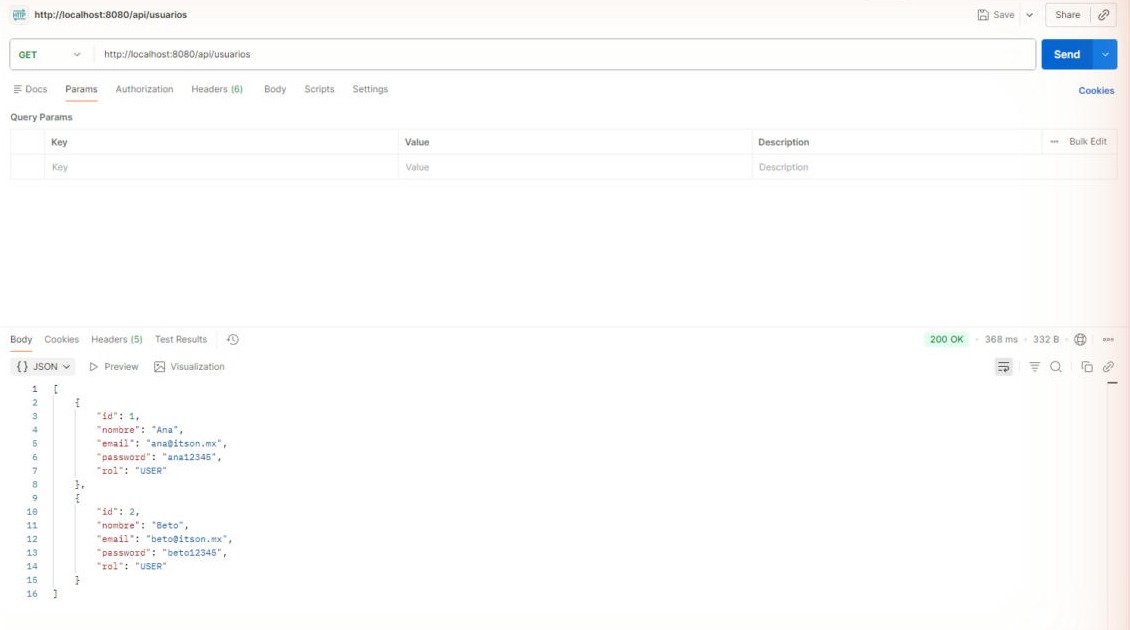 HTTP http://localhost:8080/api/usuarios Save Share
GET http://localhost:8080/api/usuarios Send
Docs Params Authorization Headers (6) Body Scripts Settings Cookies
Query Params
Key Value Description ••• Bulk Edit
Key Value Description
Body Cookies Headers (5) Test Results 200 OK • 368 ms • 332 B •••
{} JSON Preview Visualization
1 [
2 {
3 "id": 1,
4 "nombre": "Ana",
5 "email": "ana@itson.mx",
6 "password": "ana12345",
7 "rol": "USER"
8 },
9 {
10 "id": 2,
11 "nombre": "Beto",
12 "email": "beto@itson.mx",
13 "password": "beto12345",
14 "rol": "USER"
15 }
16 ]